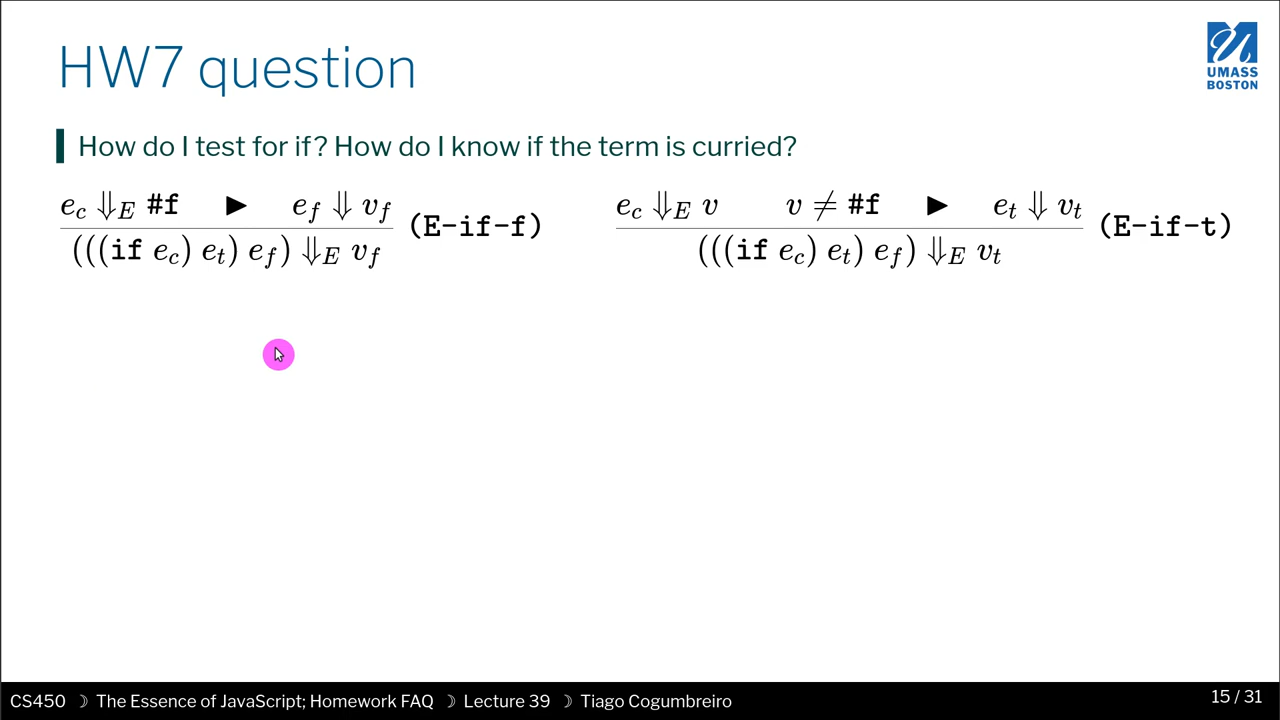 HW7 question
UMASS
BOSTON
How do I test for if? How do I know if the term is curried?
e_c ⇓_E #f ▶ e_f ⇓ v_f
(((if e_c) e_t) e_f) ⇓_E v_f
(E-if-f)
e_c ⇓_E v v ≠ #f ▶ e_t ⇓ v_t
(((if e_c) e_t) e_f) ⇓_E v_t
(E-if-t)
CS450 ☽ The Essence of JavaScript; Homework FAQ ☽ Lecture 39 ☽ Tiago Cogumbreiro
15 / 31